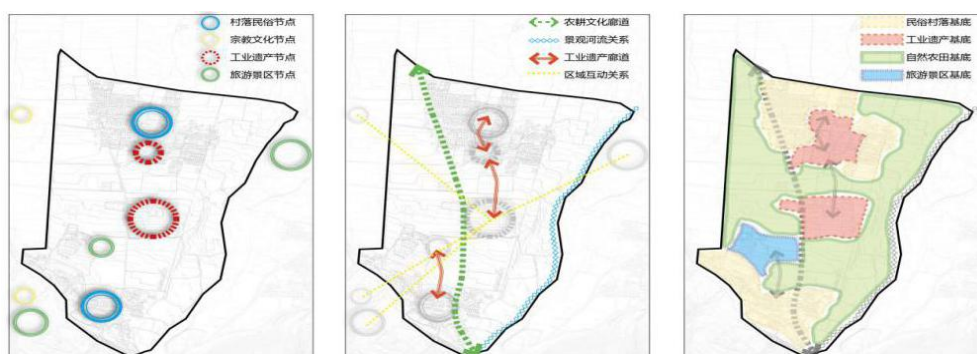 村落民俗节点
宗教文化节点
工业遗产节点
旅游景区节点
农耕文化廊道
景观河流关系
工业遗产廊道
区域互动关系
民俗村落基底
工业遗产基底
自然农田基底
旅游景区基底